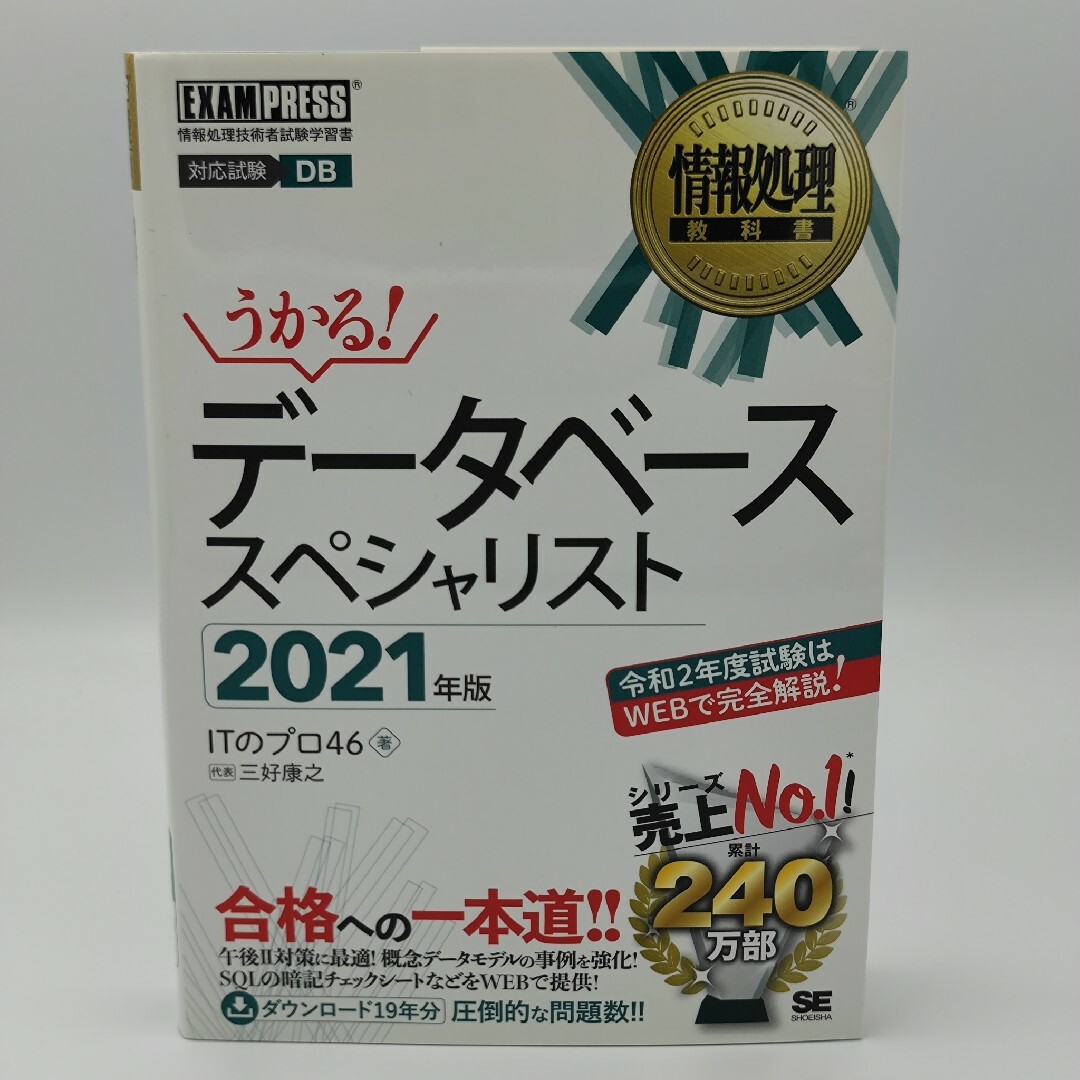 EXAMPRESS®
情報処理技術者試験学習書
対応試験 DB
情報処理®
教科書
うかる!
データベース
スペシャリスト
2021年版
ITのプロ46 著
代表 三好康之
令和2年度試験は
WEBで完全解説!
シリーズ
売上No.1!*
累計
240
万部
合格への一本道!!
午後II対策に最適! 概念データモデルの事例を強化!
SQLの暗記チェックシートなどをWEBで提供!
ダウンロード19年分 圧倒的な問題数!!
SE
SHOEISHA